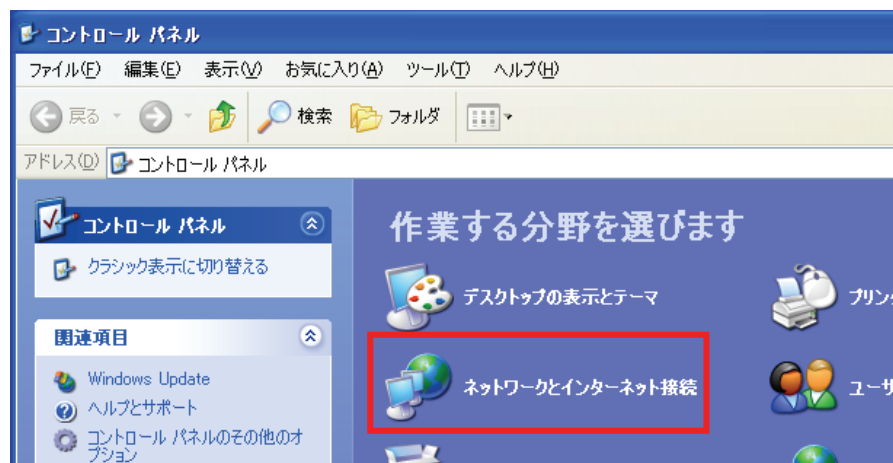 コントロール パネル
ファイル(F) 編集(E) 表示(V) お気に入り(A) ツール(T) ヘルプ(H)
戻る 検索 フォルダ
アドレス(D) コントロール パネル
コントロール パネル
クラシック表示に切り替える
関連項目
Windows Update
ヘルプとサポート
コントロール パネルのその他のオ
プション
作業する分野を選びます
デスクトップの表示とテーマ
プリン
ネットワークとインターネット接続
ユーザ